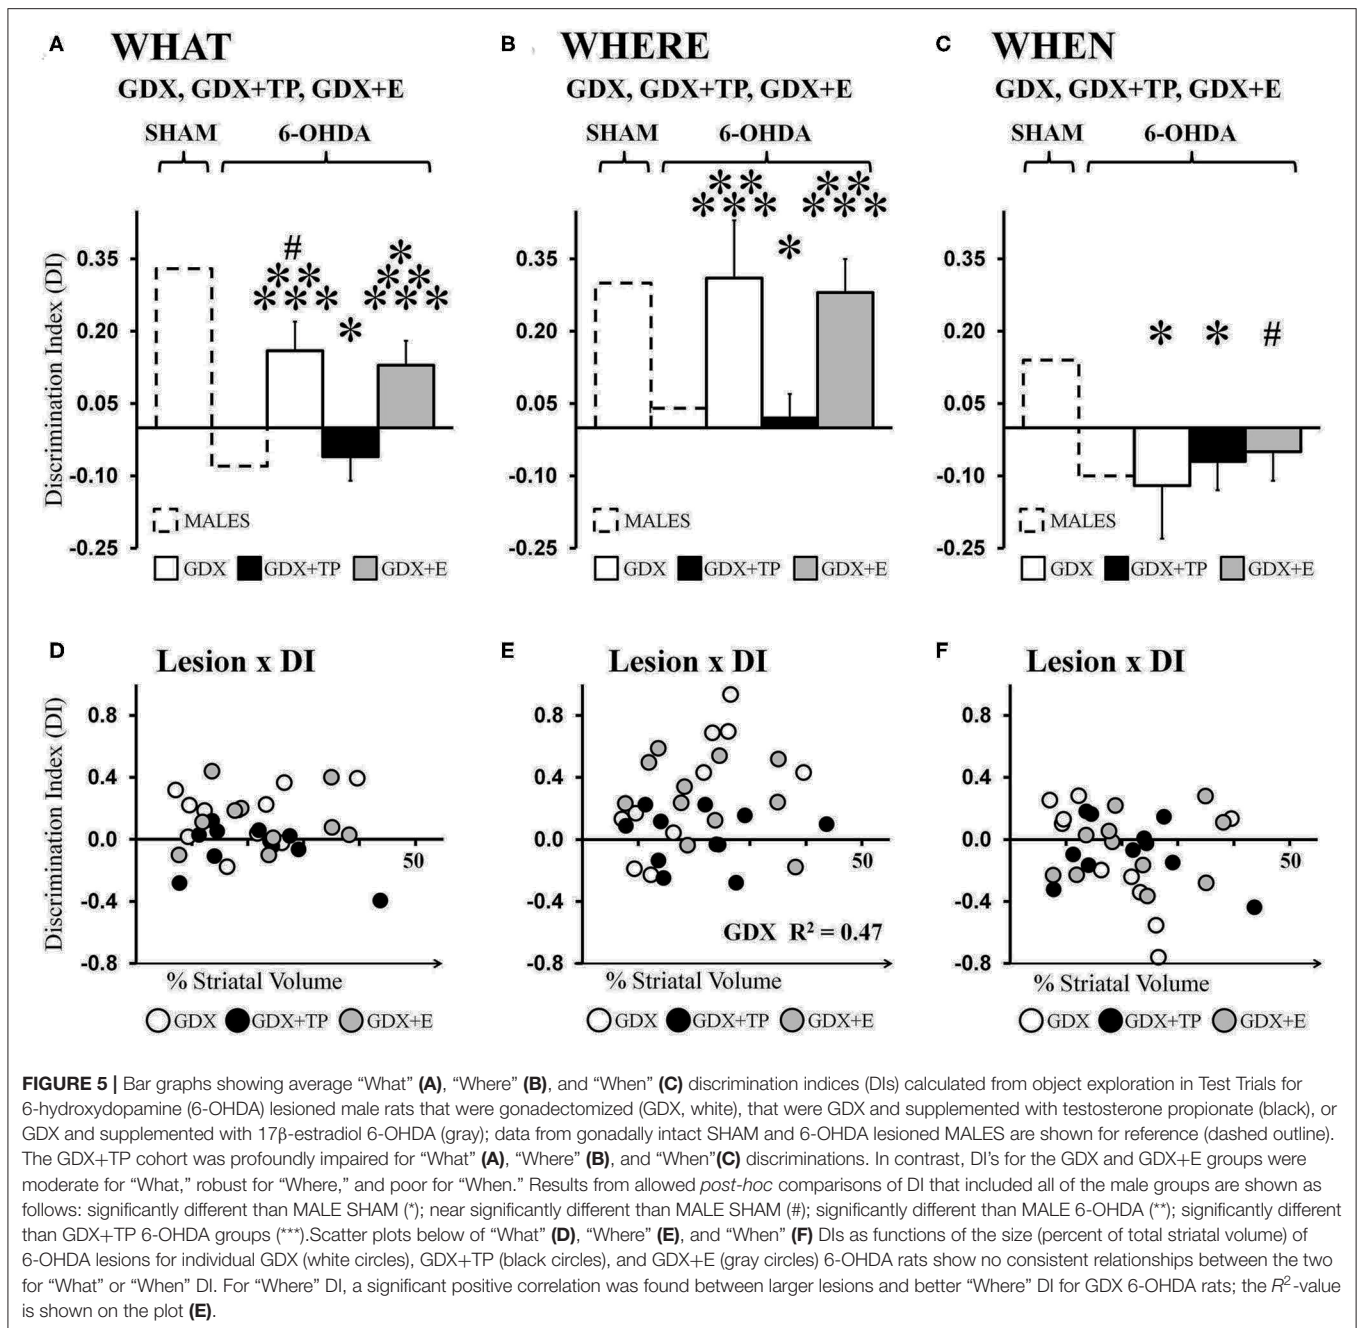 A WHAT
GDX, GDX+TP, GDX+E
SHAM 6-OHDA
#
* *
* * *
*
*
* *
* * *
Discrimination Index (DI)
0.35
0.20
0.05
-0.10
-0.25
MALES
GDX GDX+TP GDX+E
B WHERE
GDX, GDX+TP, GDX+E
SHAM 6-OHDA
* *
* * *
*
* *
* * *
0.35
0.20
0.05
-0.10
-0.25
MALES
GDX GDX+TP GDX+E
C WHEN
GDX, GDX+TP, GDX+E
SHAM 6-OHDA
* * #
0.35
0.20
0.05
-0.10
-0.25
MALES
GDX GDX+TP GDX+E
D Lesion x DI
Discrimination Index (DI)
0.8
0.4
0.0
-0.4
-0.8
50
% Striatal Volume
GDX GDX+TP GDX+E
E Lesion x DI
0.8
0.4
0.0
-0.4
-0.8
50
GDX R² = 0.47
% Striatal Volume
GDX GDX+TP GDX+E
F Lesion x DI
0.8
0.4
0.0
-0.4
-0.8
50
% Striatal Volume
GDX GDX+TP GDX+E
FIGURE 5 | Bar graphs showing average “What” (A), “Where” (B), and “When” (C) discrimination indices (DIs) calculated from object exploration in Test Trials for
6-hydroxydopamine (6-OHDA) lesioned male rats that were gonadectomized (GDX, white), that were GDX and supplemented with testosterone propionate (black), or
GDX and supplemented with 17β-estradiol 6-OHDA (gray); data from gonadally intact SHAM and 6-OHDA lesioned MALES are shown for reference (dashed outline).
The GDX+TP cohort was profoundly impaired for “What” (A), “Where” (B), and “When”(C) discriminations. In contrast, DI’s for the GDX and GDX+E groups were
moderate for “What,” robust for “Where,” and poor for “When.” Results from allowed post-hoc comparisons of DI that included all of the male groups are shown as
follows: significantly different than MALE SHAM (*); near significantly different than MALE SHAM (#); significantly different than MALE 6-OHDA (**); significantly different
than GDX+TP 6-OHDA groups (***).Scatter plots below of “What” (D), “Where” (E), and “When” (F) DIs as functions of the size (percent of total striatal volume) of
6-OHDA lesions for individual GDX (white circles), GDX+TP (black circles), and GDX+E (gray circles) 6-OHDA rats show no consistent relationships between the two
for “What” or “When” DI. For “Where” DI, a significant positive correlation was found between larger lesions and better “Where” DI for GDX 6-OHDA rats; the R²-value
is shown on the plot (E).